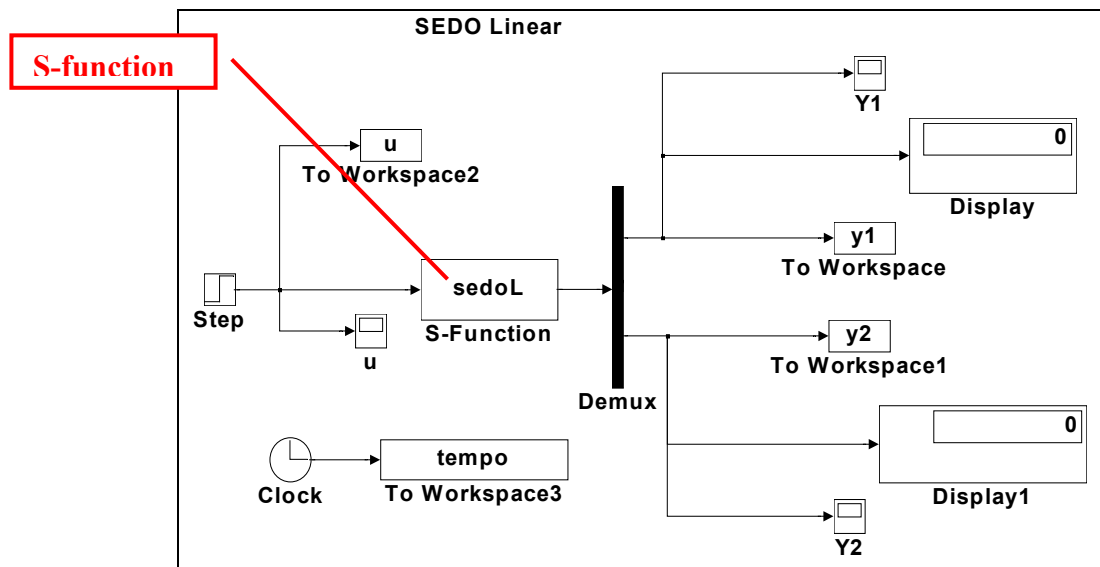 SEDO Linear
S-function
Y1
0
Display
u
To Workspace2
y1
To Workspace
sedoL
S-Function
Step
u
y2
To Workspace1
Demux
0
Display1
tempo
To Workspace3
Clock
Y2